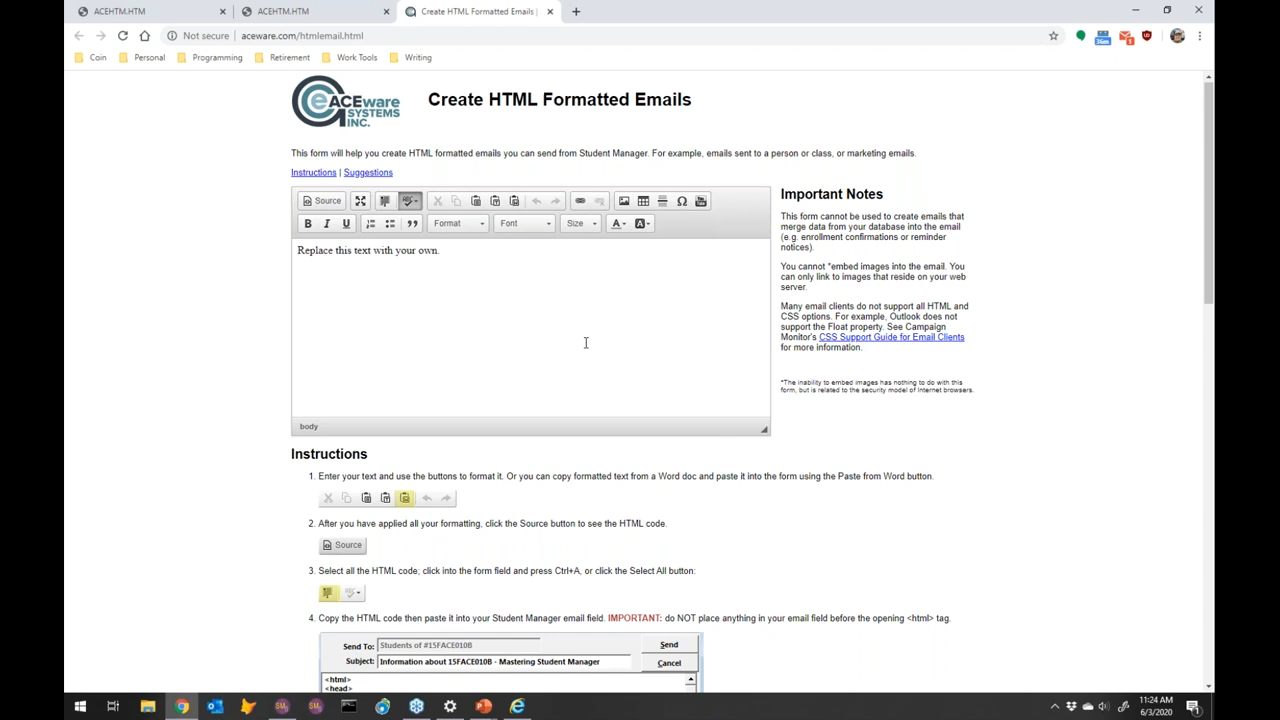 ACEHTM.HTM
ACEHTM.HTM
Create HTML Formatted Emails |
Not secure | aceware.com/htmlemail.html
Coin
Personal
Programming
Retirement
Work Tools
Writing
ACEware
SYSTEMS
INC.
Create HTML Formatted Emails
This form will help you create HTML formatted emails you can send from Student Manager. For example, emails sent to a person or class, or marketing emails.
Instructions | Suggestions
Source
B I U Format Font Size A A
Replace this text with your own.
body
Important Notes
This form cannot be used to create emails that
merge data from your database into the email
(e.g. enrollment confirmations or reminder
notices).
You cannot *embed images into the email. You
can only link to images that reside on your web
server.
Many email clients do not support all HTML and
CSS options. For example, Outlook does not
support the Float property. See Campaign
Monitor's CSS Support Guide for Email Clients
for more information.
*The inability to embed images has nothing to do with this
form, but is related to the security model of Internet browsers.
Instructions
1. Enter your text and use the buttons to format it. Or you can copy formatted text from a Word doc and paste it into the form using the Paste from Word button.
2. After you have applied all your formatting, click the Source button to see the HTML code.
Source
3. Select all the HTML code; click into the form field and press Ctrl+A, or click the Select All button:
4. Copy the HTML code then paste it into your Student Manager email field. IMPORTANT: do NOT place anything in your email field before the opening <html> tag.
Send To: Students of #15FACE010B Send
Subject: Information about 15FACE010B - Mastering Student Manager Cancel
<html>
<head>
11:24 AM
6/3/2020